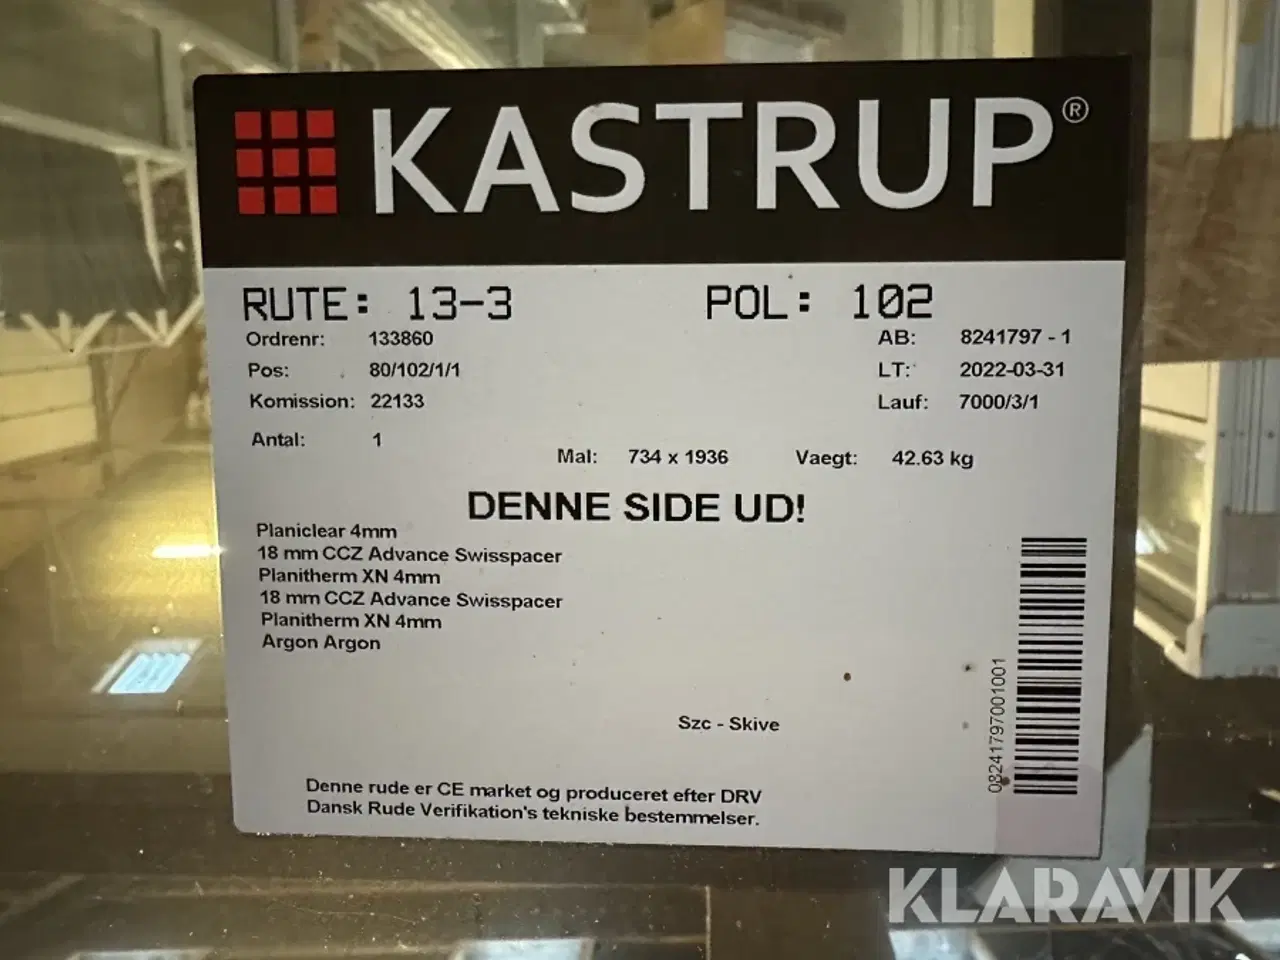 KASTRUP®
RUTE: 13-3 POL: 102
Ordrenr: 133860 AB: 8241797 - 1
Pos: 80/102/1/1 LT: 2022-03-31
Komission: 22133 Lauf: 7000/3/1
Antal: 1
Mal: 734 x 1936 Vaegt: 42.63 kg
DENNE SIDE UD!
Planiclear 4mm
18 mm CCZ Advance Swisspacer
Planitherm XN 4mm
18 mm CCZ Advance Swisspacer
Planitherm XN 4mm
Argon Argon
Szc - Skive
08241797001001
Denne rude er CE market og produceret efter DRV
Dansk Rude Verifikation's tekniske bestemmelser.
KLARAVIK